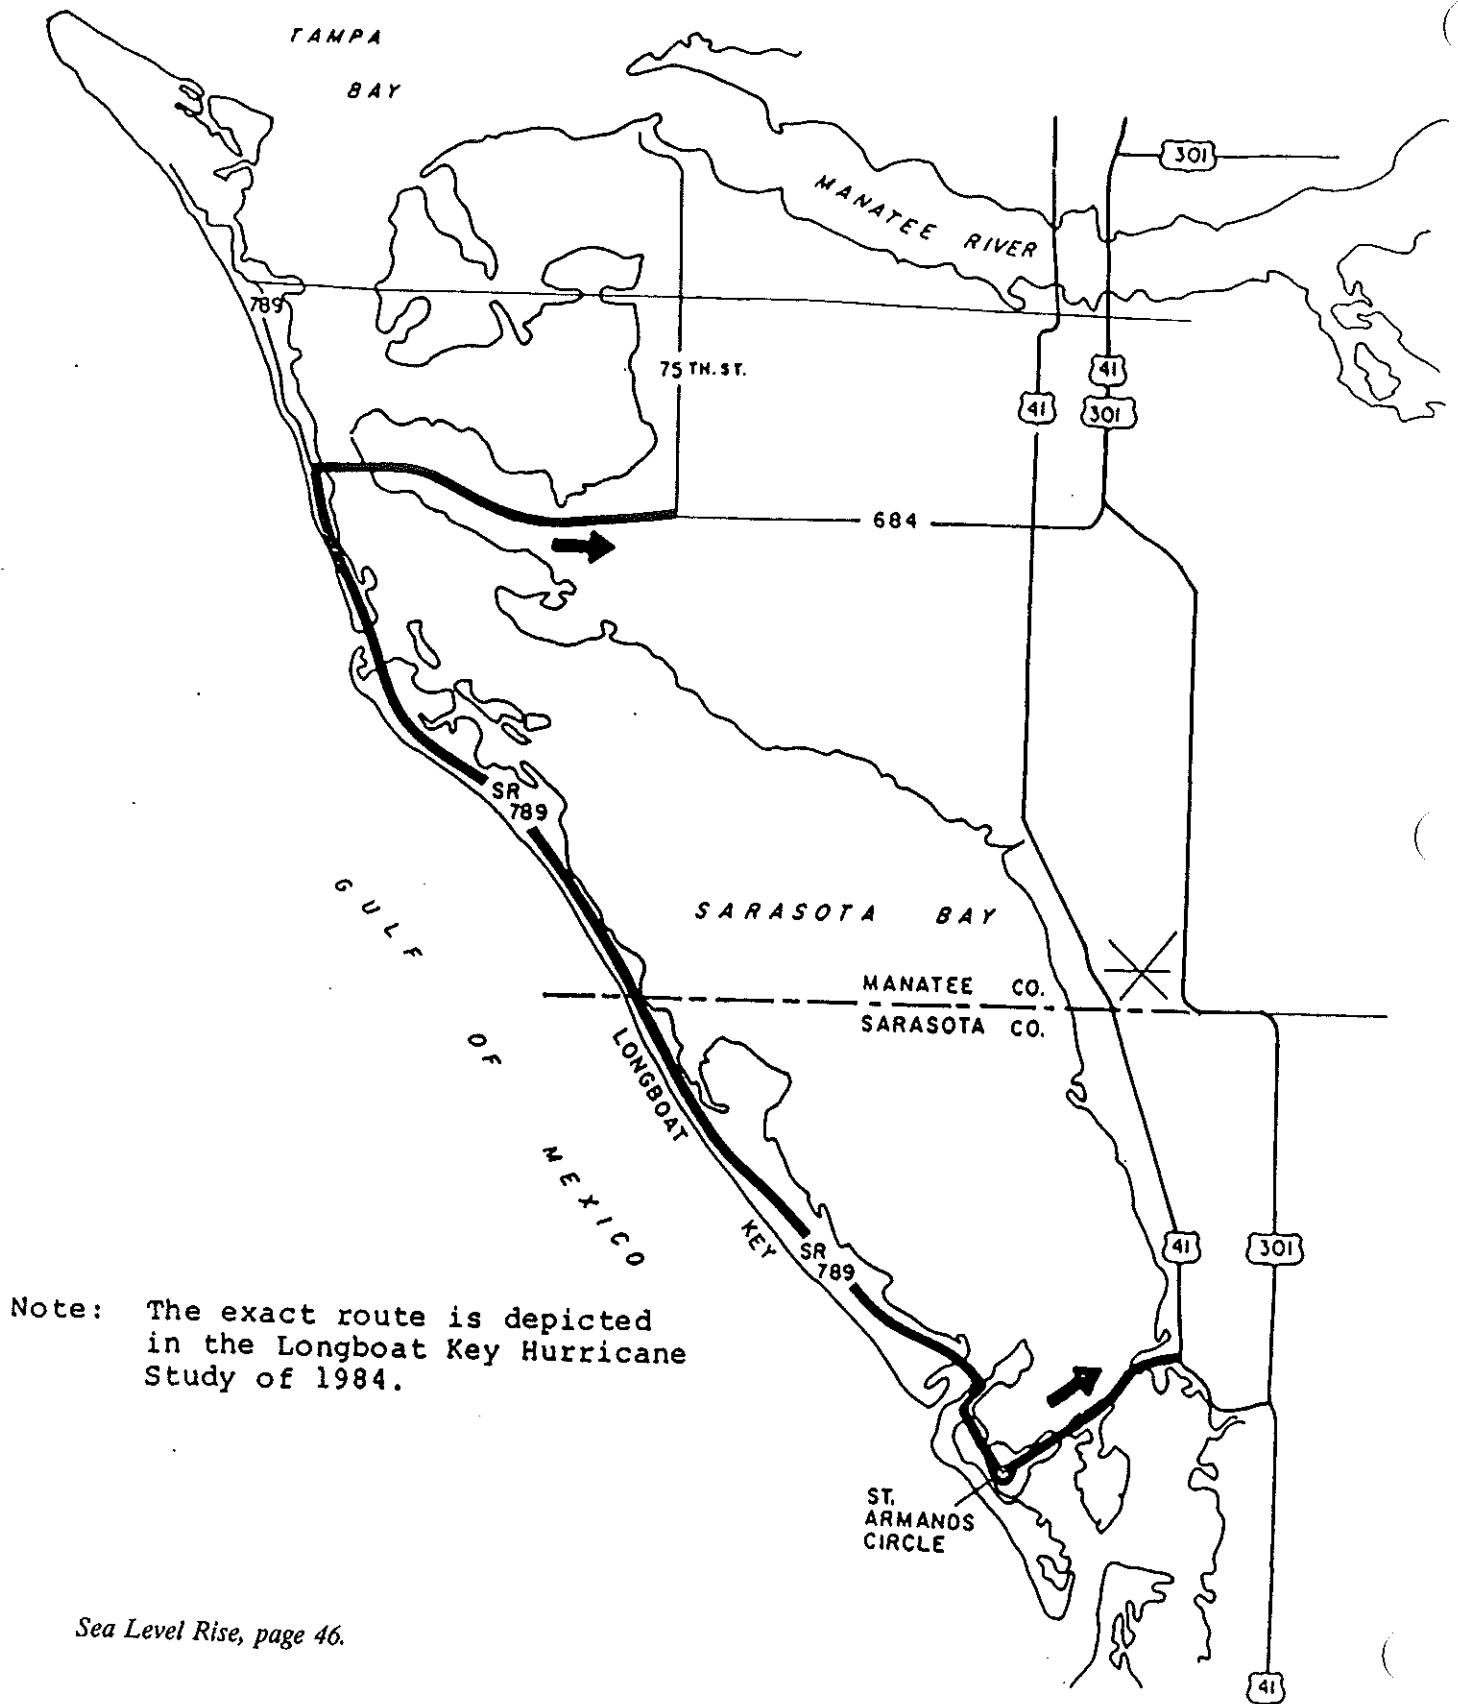 TAMPA
BAY
301
MANATEE RIVER
789
75TH. ST.
41
41
301
684
SR
789
GULF
OF
MEXICO
SARASOTA BAY
MANATEE CO.
SARASOTA CO.
LONGBOAT
KEY
SR
789
41
301
Note: The exact route is depicted
in the Longboat Key Hurricane
Study of 1984.
ST.
ARMANOS
CIRCLE
Sea Level Rise, page 46.
41